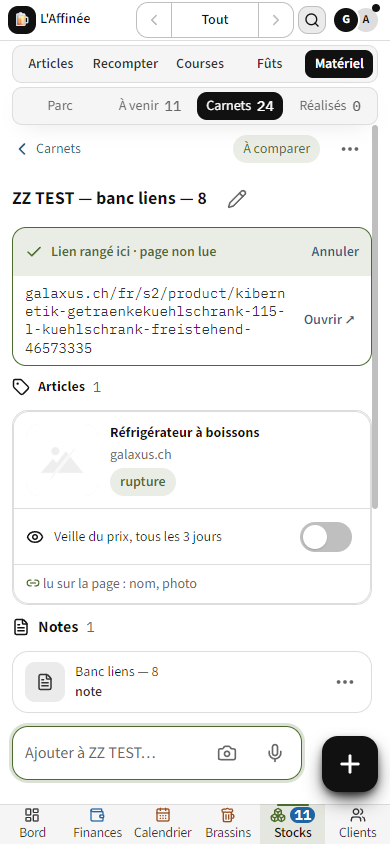 L'Affinée
Tout
G
A
Articles
Recompter
Courses
Fûts
Matériel
Parc
À venir 11
Carnets 24
Réalisés 0
Carnets
À comparer
ZZ TEST — banc liens — 8
Lien rangé ici · page non lue
Annuler
galaxus.ch/fr/s2/product/kibern
etik-getraenkekuehlschrank-115-
l-kuehlschrank-freistehend-
46573335
Ouvrir ↗
Articles 1
Réfrigérateur à boissons
galaxus.ch
rupture
Veille du prix, tous les 3 jours
lu sur la page : nom, photo
Notes 1
Banc liens — 8
note
Ajouter à ZZ TEST…
11
Bord
Finances
Calendrier
Brassins
Stocks
Clients